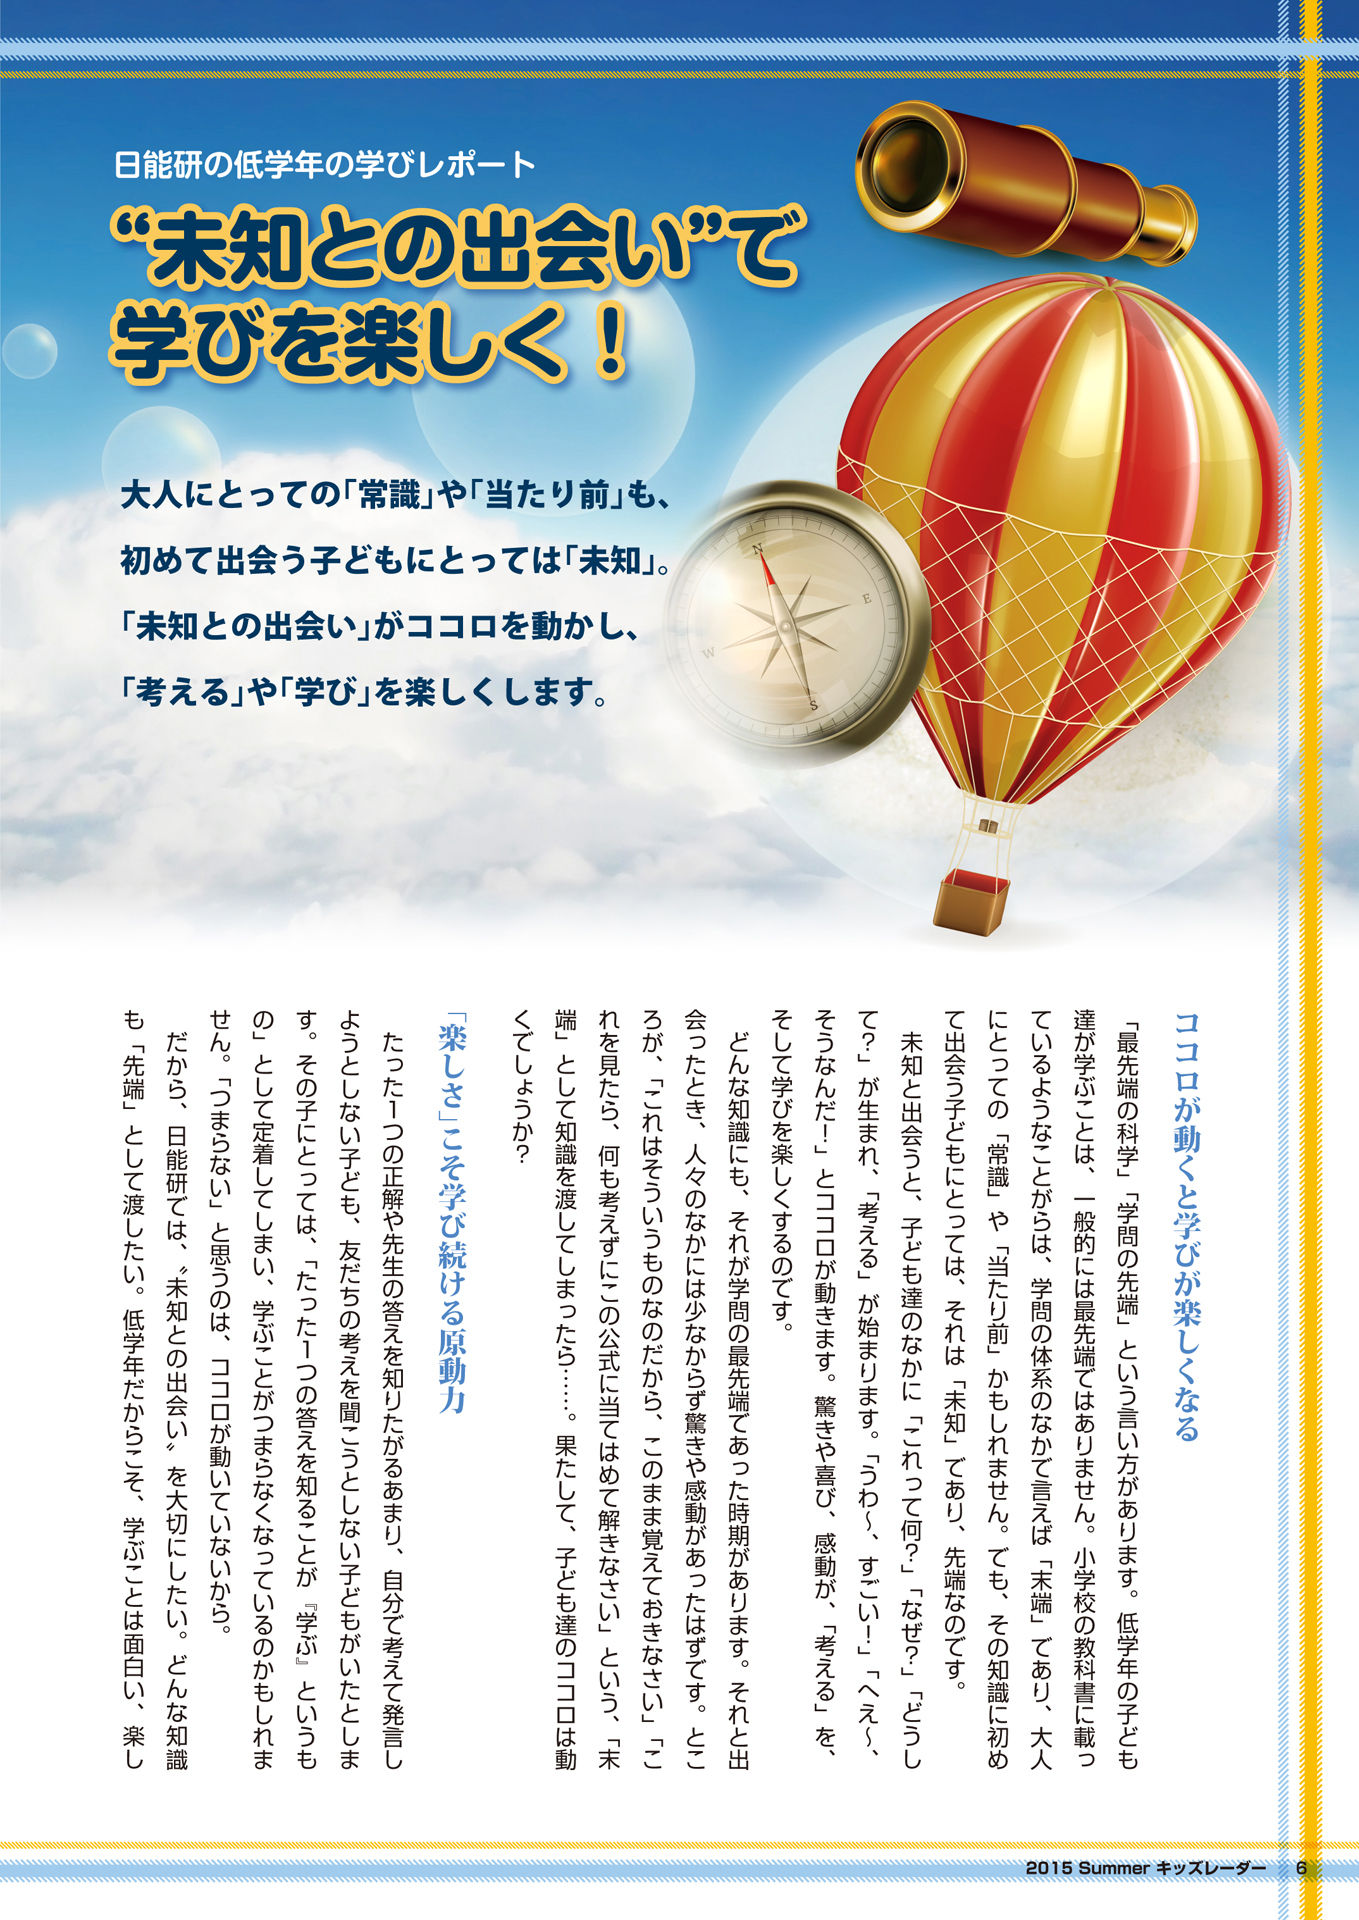 日能研の低学年の学びレポート
“未知との出会い”で
学びを楽しく！
大人にとっての「常識」や「当たり前」も、
初めて出会う子どもにとっては「未知」。
「未知との出会い」がココロを動かし、
「考える」や「学び」を楽しくします。
N
E
W
S
ココロが動くと学びが楽しくなる
「最先端の科学」「学問の先端」という言い方があります。低学年の子ども
達が学ぶことは、一般的には最先端ではありません。小学校の教科書に載っ
ているようなことがらは、学問の体系のなかで言えば「末端」であり、大人
にとっての「常識」や「当たり前」かもしれません。でも、その知識に初め
て出会う子どもにとっては、それは「未知」であり、先端なのです。
未知と出会うと、子ども達のなかに「これって何？」「なぜ？」「どうし
て？」が生まれ、「考える」が始まります。「うわ〜、すごい！」「へえ〜、
そうなんだ！」とココロが動きます。驚きや喜び、感動が、「考える」を、
そして学びを楽しくするのです。
どんな知識にも、それが学問の最先端であった時期があります。それと出
会ったとき、人々のなかには少なからず驚きや感動があったはずです。とこ
ろが、「これはそういうものなのだから、このまま覚えておきなさい」「こ
れを見たら、何も考えずにこの公式に当てはめて解きなさい」という、「末
端」として知識を渡してしまったら……。果たして、子ども達のココロは動
くでしょうか？
「楽しさ」こそ学び続ける原動力
たった１つの正解や先生の答えを知りたがるあまり、自分で考えて発言し
ようとしない子ども、友だちの考えを聞こうとしない子どもがいたとしま
す。その子にとっては、「たった１つの答えを知ることが『学ぶ』というも
の」として定着してしまい、学ぶことがつまらなくなっているのかもしれま
せん。「つまらない」と思うのは、ココロが動いていないから。
だから、日能研では、〝未知との出会い〟を大切にしたい。どんな知識
も「先端」として渡したい。低学年だからこそ、学ぶことは面白い、楽し
2015 Summer キッズレーダー 6